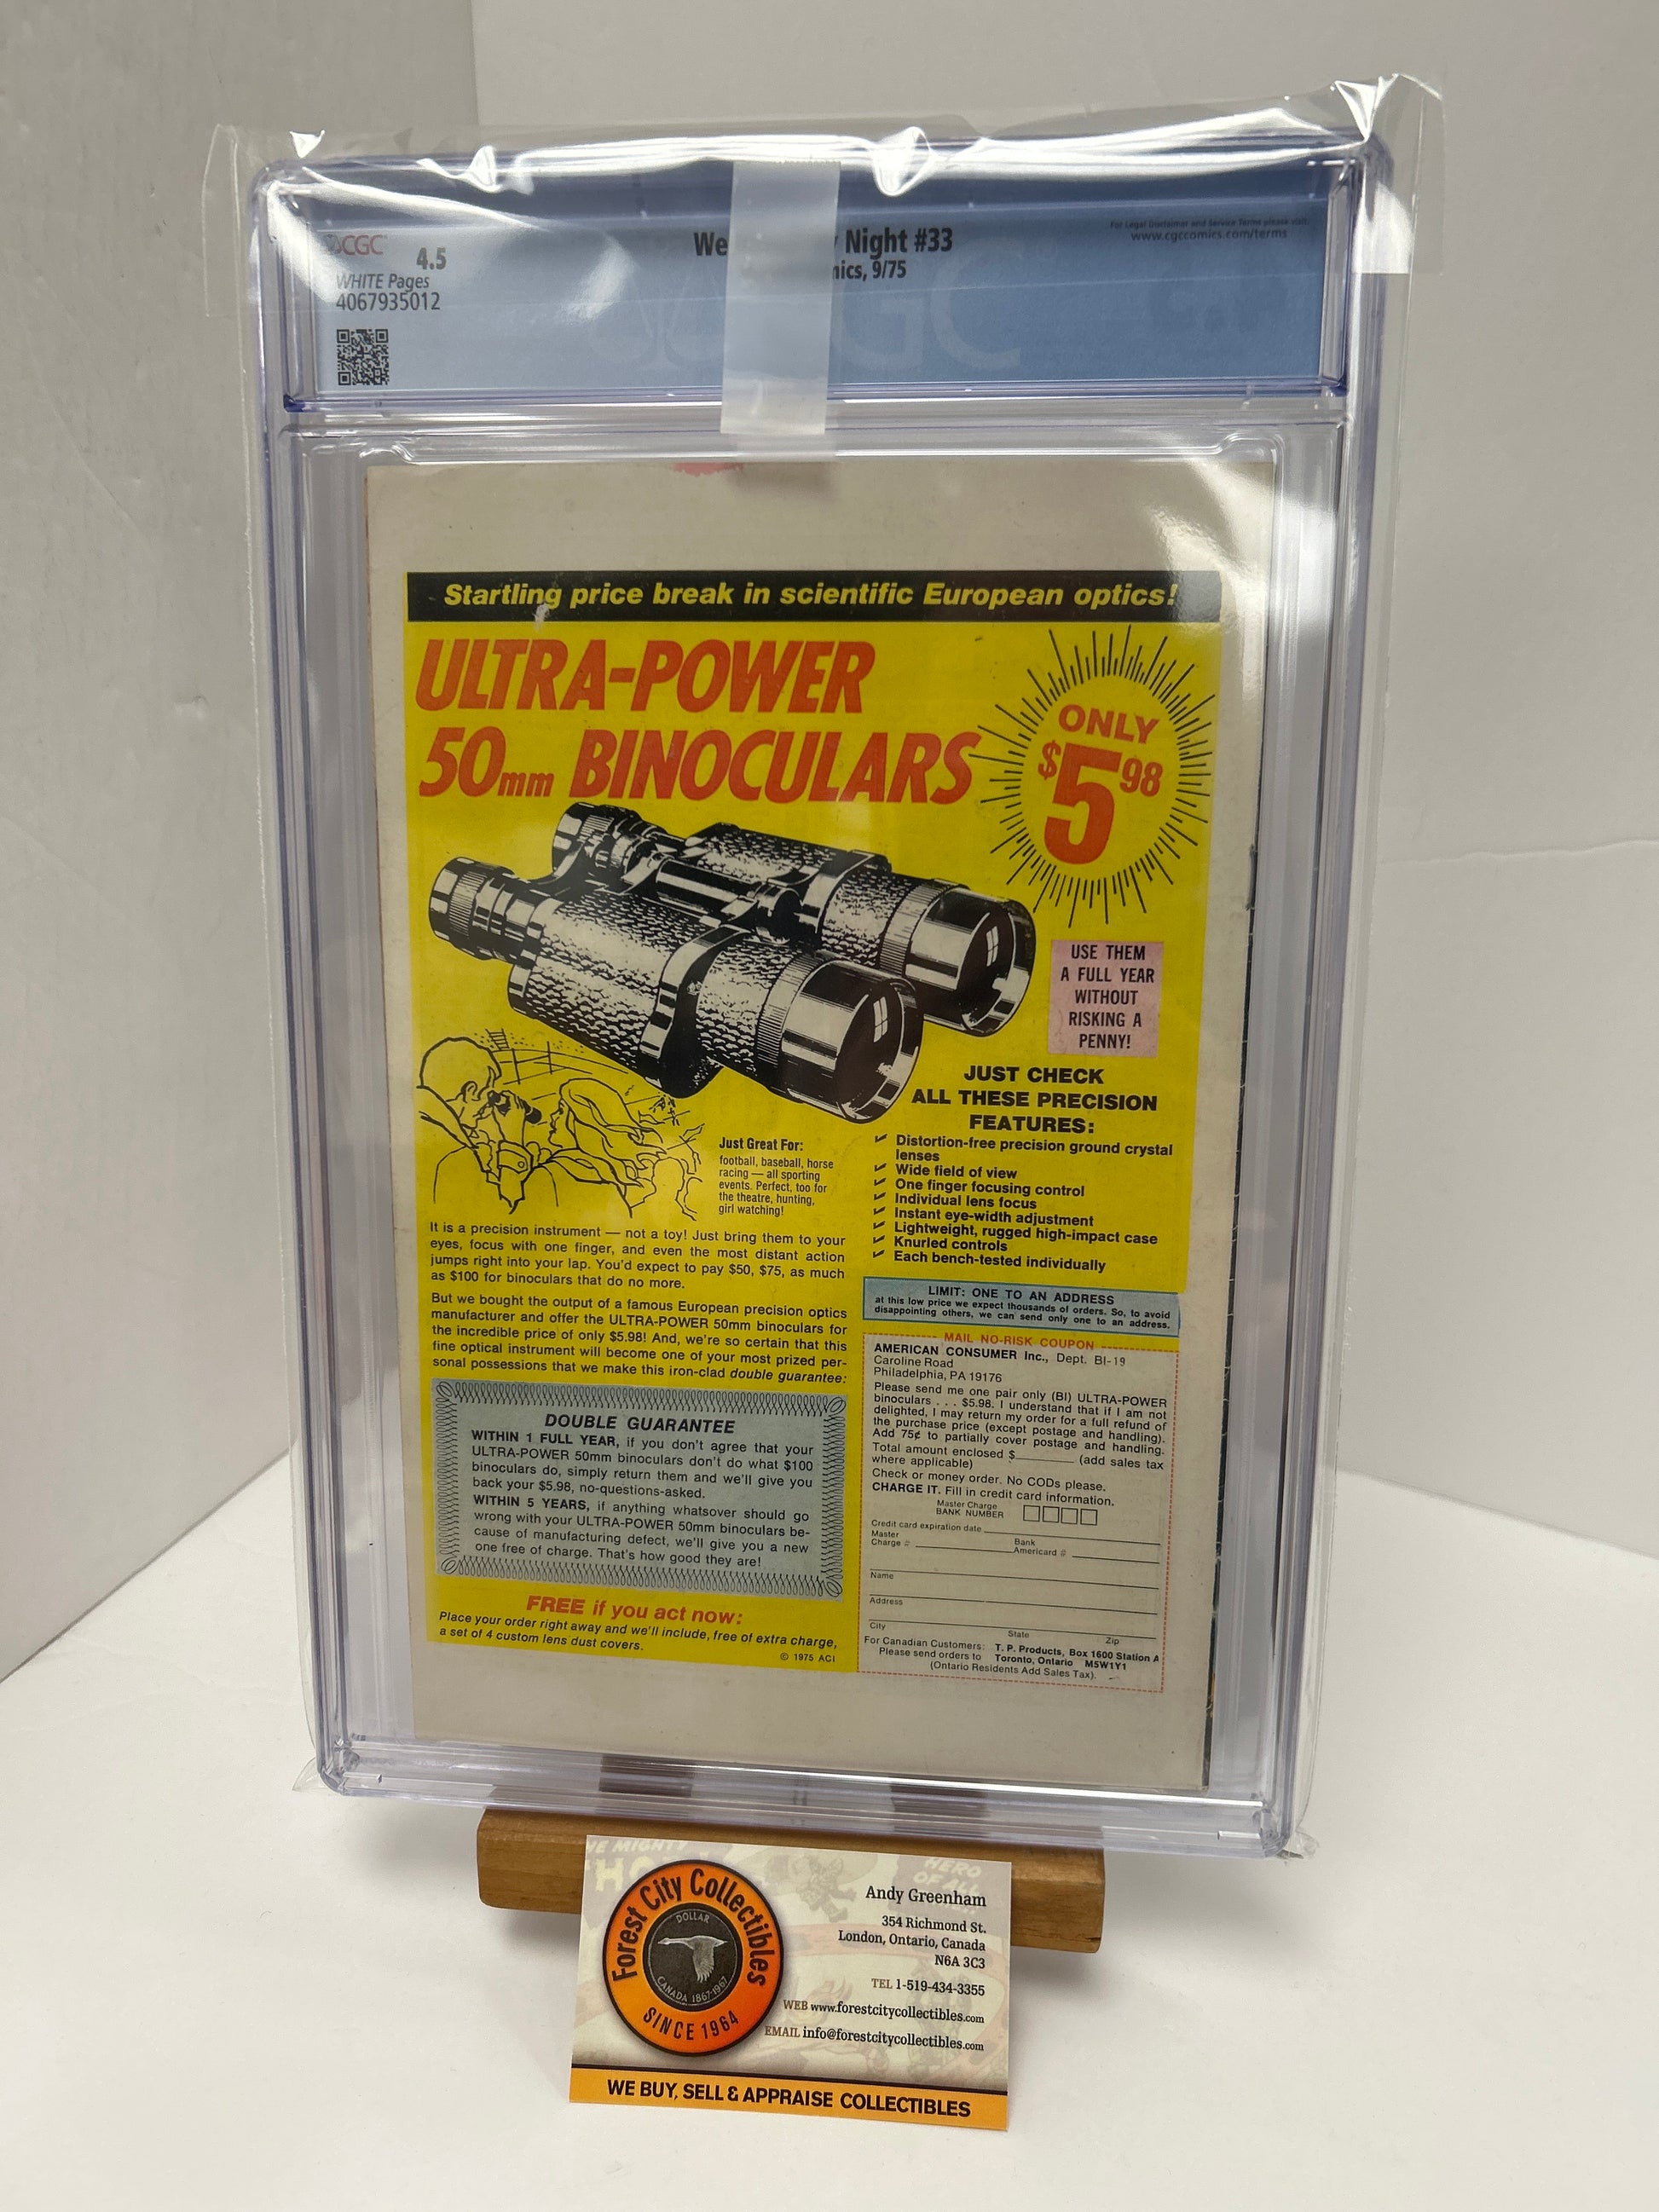 CGC
4.5
WHITE Pages
4067935012
We Night #33
mics, 9/75
For Legal Disclaimer and Service Terms please visit:
www.cgccomics.com/terms
CGC
Startling price break in scientific European optics!
ULTRA-POWER
50mm BINOCULARS
ONLY
$5.98
USE THEM
A FULL YEAR
WITHOUT
RISKING A
PENNY!
JUST CHECK
ALL THESE PRECISION
FEATURES:
Distortion-free precision ground crystal
lenses
Wide field of view
One finger focusing control
Individual lens focus
Instant eye-width adjustment
Lightweight, rugged high-impact case
Knurled controls
Each bench-tested individually
Just Great For:
football, baseball, horse
racing — all sporting
events. Perfect, too for
the theatre, hunting,
girl watching!
It is a precision instrument — not a toy! Just bring them to your
eyes, focus with one finger, and even the most distant action
jumps right into your lap. You'd expect to pay $50, $75, as much
as $100 for binoculars that do no more.
But we bought the output of a famous European precision optics
manufacturer and offer the ULTRA-POWER 50mm binoculars for
the incredible price of only $5.98! And, we're so certain that this
fine optical instrument will become one of your most prized per-
sonal possessions that we make this iron-clad double guarantee:
DOUBLE GUARANTEE
WITHIN 1 FULL YEAR, if you don't agree that your
ULTRA-POWER 50mm binoculars don't do what $100
binoculars do, simply return them and we'll give you
back your $5.98, no-questions-asked.
WITHIN 5 YEARS, if anything whatsover should go
wrong with your ULTRA-POWER 50mm binoculars be-
cause of manufacturing defect, we'll give you a new
one free of charge. That's how good they are!
FREE if you act now:
Place your order right away and we'll include, free of extra charge,
a set of 4 custom lens dust covers.
© 1975 ACI
LIMIT: ONE TO AN ADDRESS
at this low price we expect thousands of orders. So, to avoid
disappointing others, we can send only one to an address.
MAIL NO-RISK COUPON
AMERICAN CONSUMER Inc., Dept. BI-19
Caroline Road
Philadelphia, PA 19176
Please send me one pair only (BI) ULTRA-POWER
binoculars . . . $5.98. I understand that if I am not
delighted, I may return my order for a full refund of
the purchase price (except postage and handling).
Add 75¢ to partially cover postage and handling.
Total amount enclosed $ (add sales tax
where applicable)
Check or money order. No CODs please.
CHARGE IT. Fill in credit card information.
Master Charge
BANK NUMBER
Credit card expiration date
Master Bank
Charge # Americard #
Name
Address
City State Zip
For Canadian Customers: T. P. Products, Box 1600 Station A
Please send orders to Toronto, Ontario M5W1Y1
(Ontario Residents Add Sales Tax).
THE MIGHTY
HERO
OF ALL
Forest City Collectibles
DOLLAR
CANADA 1867-1967
SINCE 1964
Andy Greenham
354 Richmond St.
London, Ontario, Canada
N6A 3C3
TEL 1-519-434-3355
WEB www.forestcitycollectibles.com
EMAIL info@forestcitycollectibles.com
WE BUY, SELL & APPRAISE COLLECTIBLES